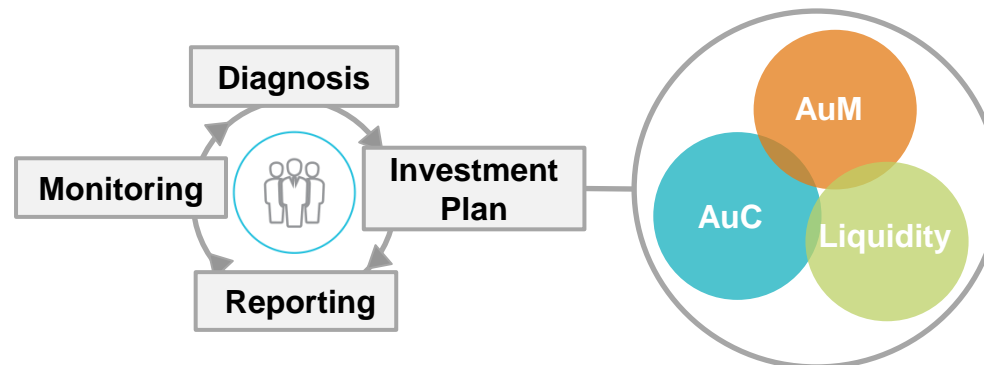 Diagnosis
Monitoring
Investment
Plan
Reporting
AuM
AuC
Liquidity